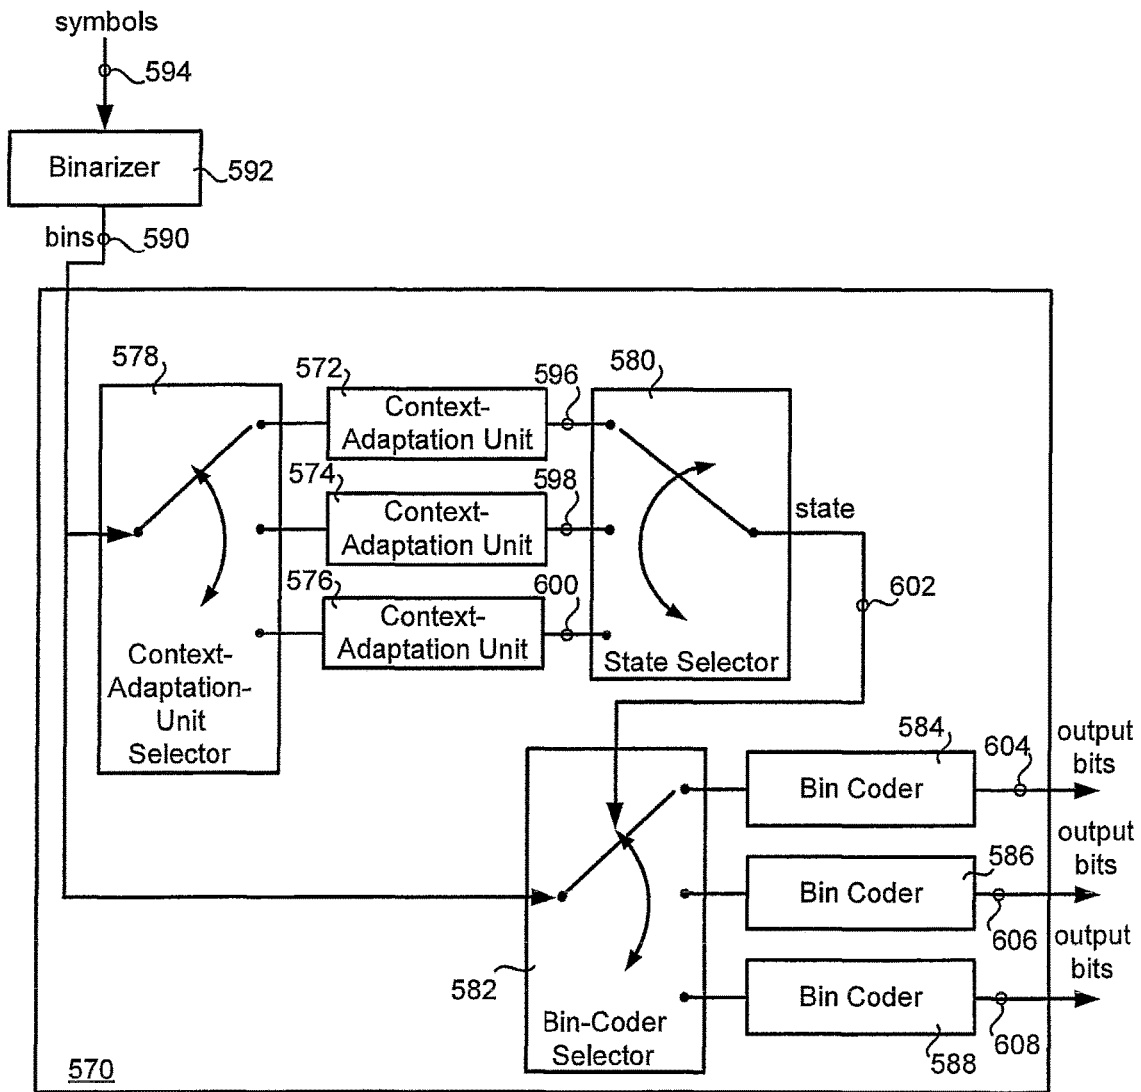 symbols
594
Binarizer
592
bins
590
578
572
596
580
Context-
Adaptation Unit
574
598
Context-
Adaptation Unit
state
576
600
Context-
Adaptation Unit
602
Context-
Adaptation-
Unit
Selector
State Selector
584
604
output
bits
Bin Coder
586
output
bits
Bin Coder
606
output
bits
582
Bin Coder
Bin-Coder
Selector
588
608
570